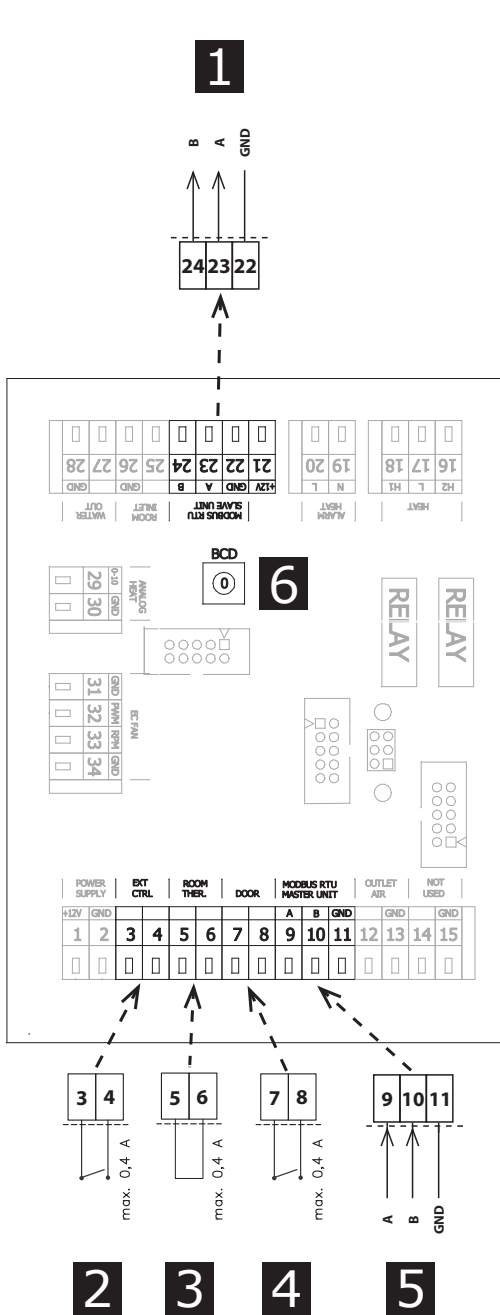 1
B A GND
24 23 22
28 27 26 25 24 23 22 21 20 19 18 17 16
GND GND B A GND +12V L N H1 L H2
WATER OUT
ROOM INLET
MODBUS RTU SLAVE UNIT
HEAT ALARM
HEAT
BCD
0
6
29 0-10
30 GND
ANALOG HEAT
RELAY RELAY
31 GND
32 PWM
33 RPM
34 GND
EC FAN
POWER SUPPLY
EXT CTRL
ROOM THER.
DOOR
MODBUS RTU MASTER UNIT
OUTLET AIR
NOT USED
+12V GND A B GND GND GND
1 2 3 4 5 6 7 8 9 10 11 12 13 14 15
3 4
5 6
7 8
9 10 11
max. 0,4 A
max. 0,4 A
max. 0,4 A
A B GND
2 3 4 5